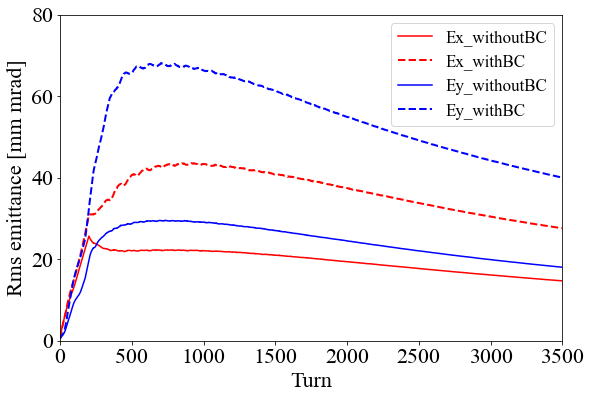 80
60
40
20
0
Rms emittance [mm mrad]
Ex_withoutBC
Ex_withBC
Ey_withoutBC
Ey_withBC
0 500 1000 1500 2000 2500 3000 3500
Turn